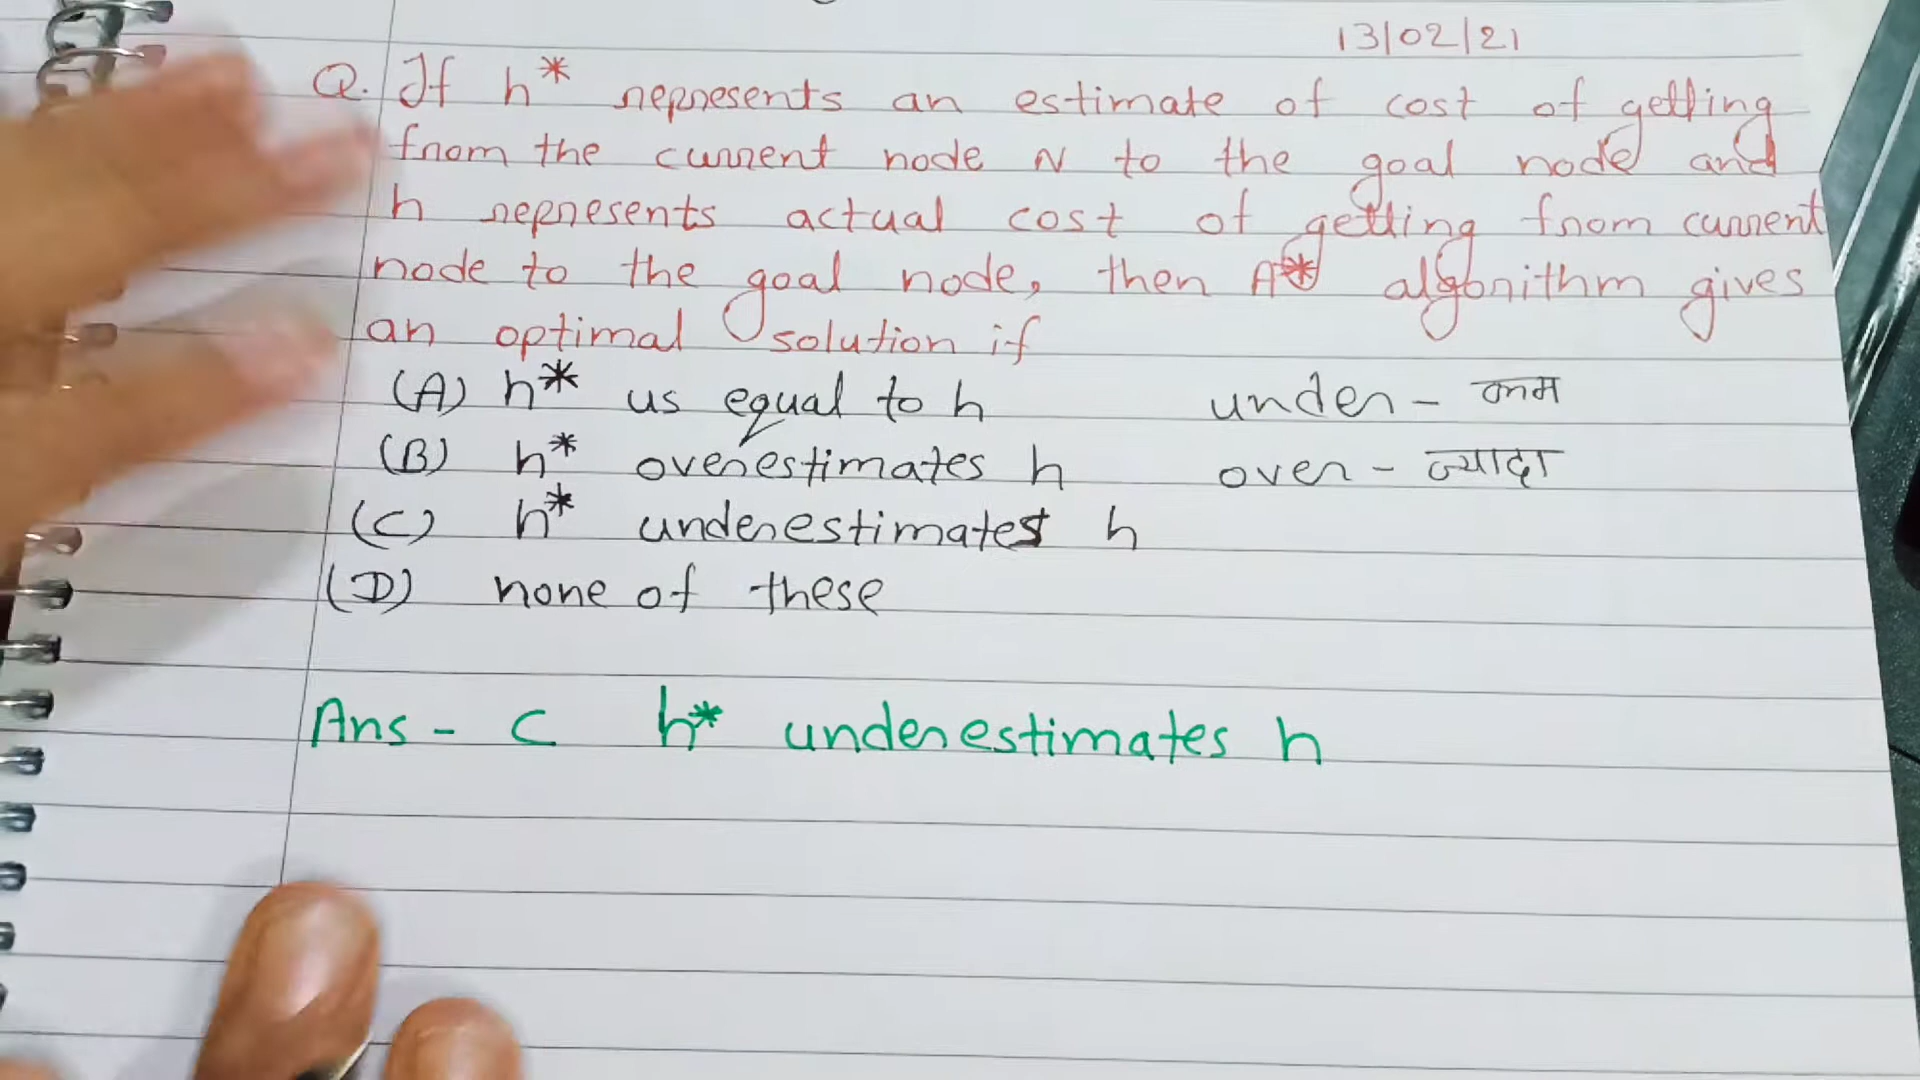 13/02/21
Q. If h* represents an estimate of cost of getting
from the current node N to the goal node and
h represents actual cost of getting from current
node to the goal node, then A* algorithm gives
an optimal solution if
(A) h* us equal to h
under - कम
(B) h* overestimates h
over - ज्यादा
(C) h* underestimates h
(D) none of these
Ans - C h* underestimates h